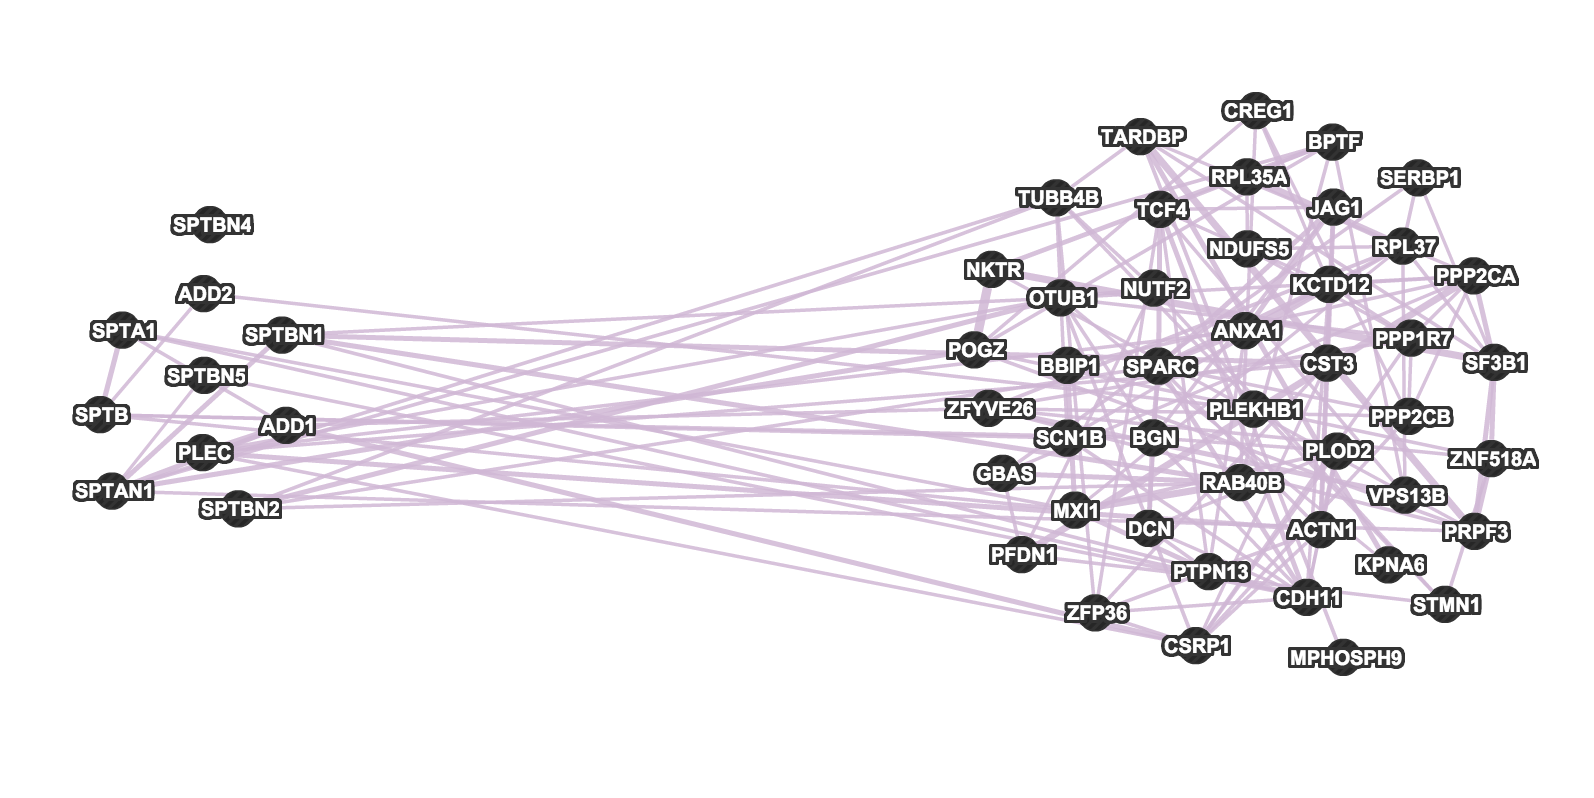 CREG1
TARDBP
BPTF
RPL35A
SERBP1
TUBB4B
TCF4
JAG1
SPTBN4
NDUFS5
RPL37
NKTR
PPP2CA
KCTD12
NUTF2
ADD2
OTUB1
SPTA1
ANXA1
SPTBN1
PPP1R7
POGZ
CST3
SF3B1
BBIP1
SPARC
SPTBN5
ZFYVE26
PLEKHB1
SPTB
PPP2CB
ADD1
SCN1B
BGN
PLEC
PLOD2
ZNF518A
GBAS
RAB40B
SPTAN1
VPS13B
SPTBN2
MXI1
DCN
ACTN1
PRPF3
PFDN1
KPNA6
PTPN13
CDH11
STMN1
ZFP36
CSRP1
MPHOSPH9